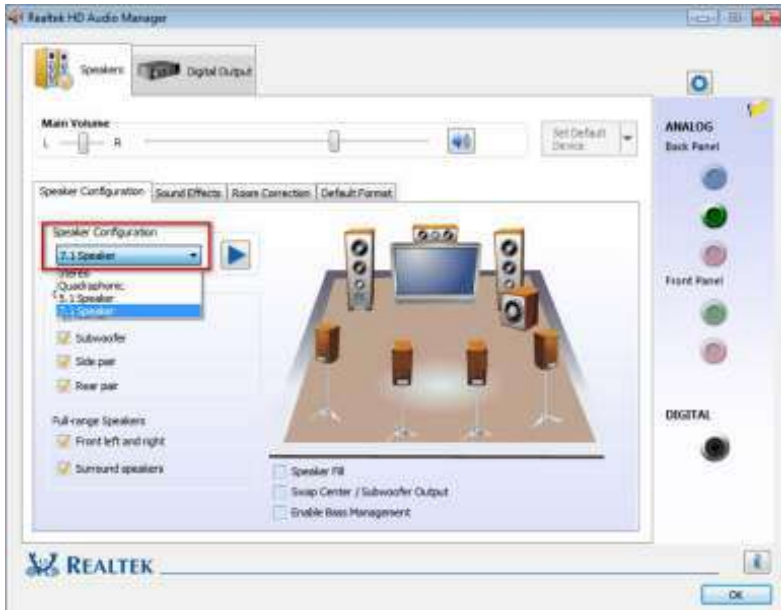 Realtek HD Audio Manager
Speakers
Digital Output
Main Volume
L
R
Set Default
Device
Speaker Configuration
Sound Effects
Room Correction
Default Format
Speaker Configuration
7.1 Speaker
Stereo
Quadraphonic
5.1 Speaker
7.1 Speaker
Subwoofer
Side pair
Rear pair
Full-range Speakers
Front left and right
Surround speakers
Speaker Fill
Swap Center / Subwoofer Output
Enable Bass Management
ANALOG
Back Panel
Front Panel
DIGITAL
REALTEK
i
OK